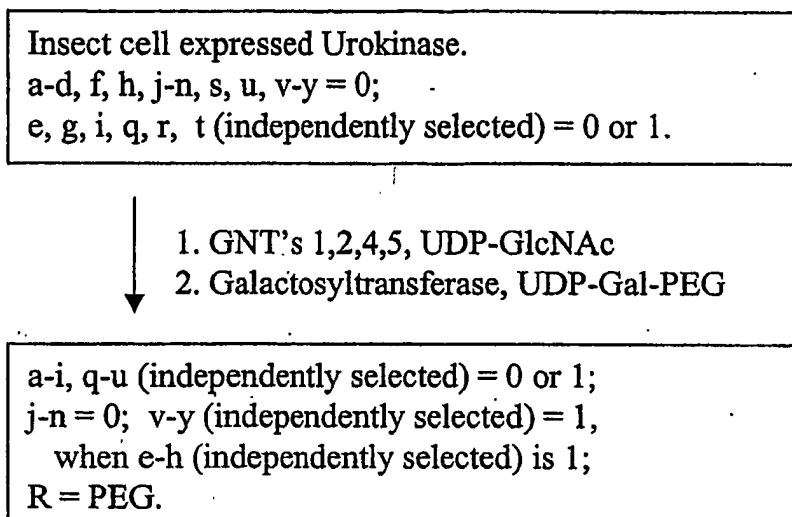 Insect cell expressed Urokinase.
a-d, f, h, j-n, s, u, v-y = 0;
e, g, i, q, r, t (independently selected) = 0 or 1.
1. GNT's 1,2,4,5, UDP-GlcNAc
2. Galactosyltransferase, UDP-Gal-PEG
a-i, q-u (independently selected) = 0 or 1;
j-n = 0; v-y (independently selected) = 1,
when e-h (independently selected) is 1;
R = PEG.